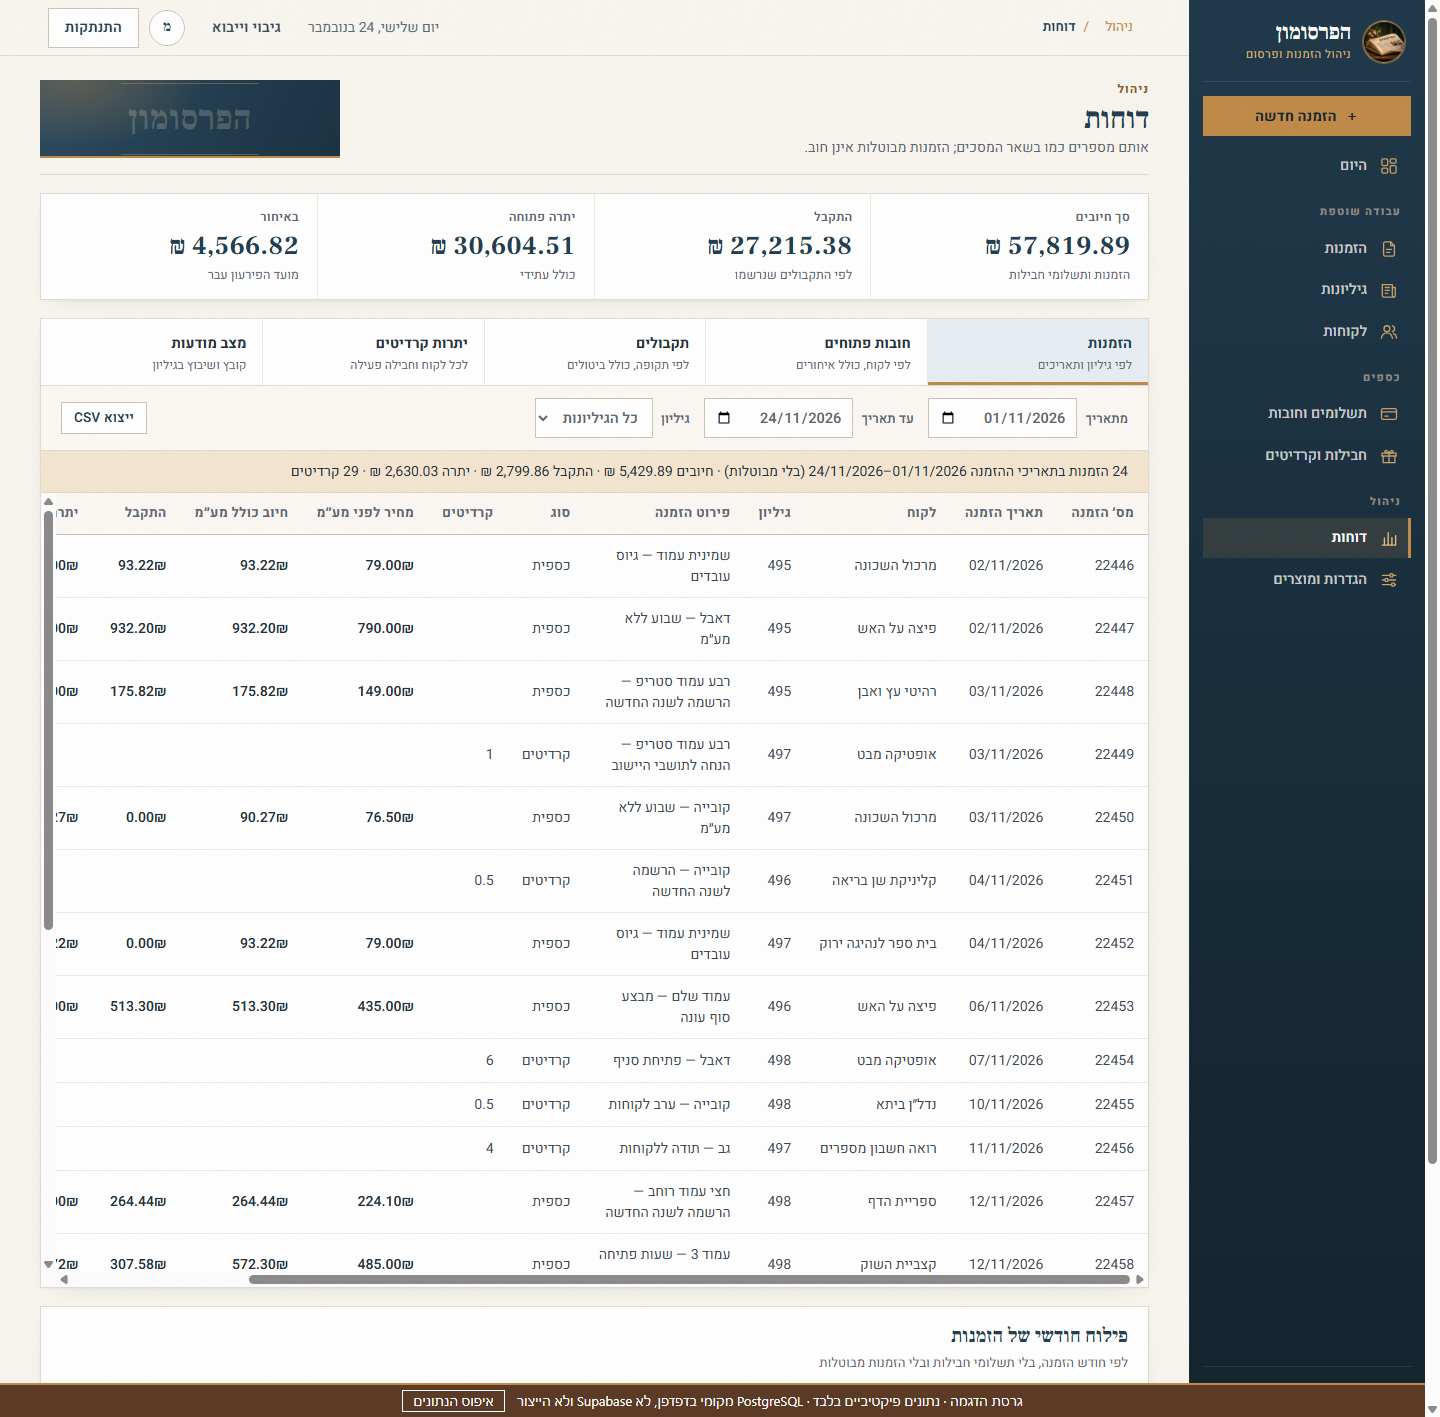 הפרסומון
ניהול הזמנות ופרסום
+ הזמנה חדשה
היום
עבודה שוטפת
הזמנות
גיליונות
לקוחות
כספים
תשלומים וחובות
חבילות וקרדיטים
ניהול
דוחות
הגדרות ומוצרים
ניהול / דוחות
יום שלישי, 24 בנובמבר
גיבוי וייבוא
מ
התנתקות
ניהול
דוחות
אותם מספרים כמו בשאר המסכים; הזמנות מבוטלות אינן חוב.
הפרסומון
סך חיובים
57,819.89 ₪
הזמנות ותשלומי חבילות
התקבל
27,215.38 ₪
לפי התקבולים שנרשמו
יתרה פתוחה
30,604.51 ₪
כולל עתידי
באיחור
4,566.82 ₪
מועד הפירעון עבר
הזמנות
לפי גיליון ותאריכים
חובות פתוחים
לפי לקוח, כולל איחורים
תקבולים
לפי תקופה, כולל ביטולים
יתרות קרדיטים
לכל לקוח וחבילה פעילה
מצב מודעות
קובץ ושיבוץ בגיליון
מתאריך 01/11/2026 עד תאריך 24/11/2026 גיליון כל הגיליונות ייצוא CSV
24 הזמנות בתאריכי ההזמנה 01/11/2026–24/11/2026 (בלי מבוטלות) · חיובים 5,429.89 ₪ · התקבל 2,799.86 ₪ · יתרה 2,630.03 ₪ · 29 קרדיטים
מס׳ הזמנה תאריך הזמנה לקוח גיליון פירוט הזמנה סוג קרדיטים מחיר לפני מע״מ חיוב כולל מע״מ התקבל
22446 02/11/2026 מרכול השכונה 495 שמינית עמוד — גיוס עובדים כספית ₪79.00 ₪93.22 ₪93.22
22447 02/11/2026 פיצה על האש 495 דאבל — שבוע ללא מע״מ כספית ₪790.00 ₪932.20 ₪932.20
22448 03/11/2026 רהיטי עץ ואבן 495 רבע עמוד סטריפ — הרשמה לשנה החדשה כספית ₪149.00 ₪175.82 ₪175.82
22449 03/11/2026 אופטיקה מבט 497 רבע עמוד סטריפ — הנחה לתושבי היישוב קרדיטים 1
22450 03/11/2026 מרכול השכונה 497 קובייה — שבוע ללא מע״מ כספית ₪76.50 ₪90.27 ₪0.00
22451 04/11/2026 קליניקת שן בריאה 496 קובייה — הרשמה לשנה החדשה קרדיטים 0.5
22452 04/11/2026 בית ספר לנהיגה ירוק 497 שמינית עמוד — גיוס עובדים כספית ₪79.00 ₪93.22 ₪0.00
22453 06/11/2026 פיצה על האש 496 עמוד שלם — מבצע סוף עונה כספית ₪435.00 ₪513.30 ₪513.30
22454 07/11/2026 אופטיקה מבט 498 דאבל — פתיחת סניף קרדיטים 6
22455 10/11/2026 נדל״ן ביתא 498 קובייה — ערב לקוחות קרדיטים 0.5
22456 11/11/2026 רואה חשבון מספרים 497 גב — תודה ללקוחות קרדיטים 4
22457 12/11/2026 ספריית הדף 498 חצי עמוד רוחב — הרשמה לשנה החדשה כספית ₪224.10 ₪264.44 ₪264.44
22458 12/11/2026 קצביית השוק 498 עמוד 3 — שעות פתיחה כספית ₪485.00 ₪572.30 ₪307.58
פילוח חודשי של הזמנות
לפי חודש הזמנה, בלי תשלומי חבילות ובלי הזמנות מבוטלות
גרסת הדגמה · נתונים פיקטיביים בלבד · PostgreSQL מקומי בדפדפן, לא Supabase ולא הייצור איפוס הנתונים